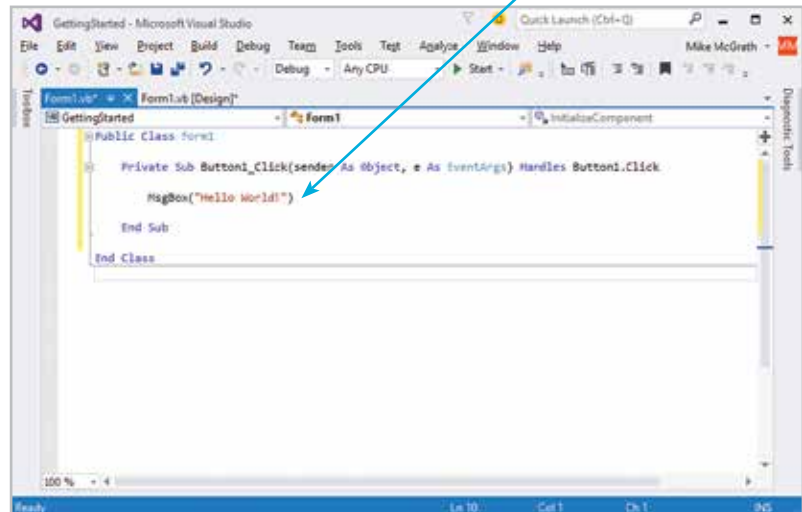 GettingStarted - Microsoft Visual Studio
Quick Launch (Ctrl+Q)
File Edit View Project Build Debug Team Tools Test Analyze Window Help Mike McGrath MM
Debug Any CPU Start
Toolbox
Form1.vb* Form1.vb [Design]*
Diagnostic Tools
GettingStarted Form1 InitializeComponent
Public Class Form1
Private Sub Button1_Click(sender As Object, e As EventArgs) Handles Button1.Click
MsgBox("Hello World!")
End Sub
End Class
100 %
Ready Ln 10 Col 1 Ch 1 INS